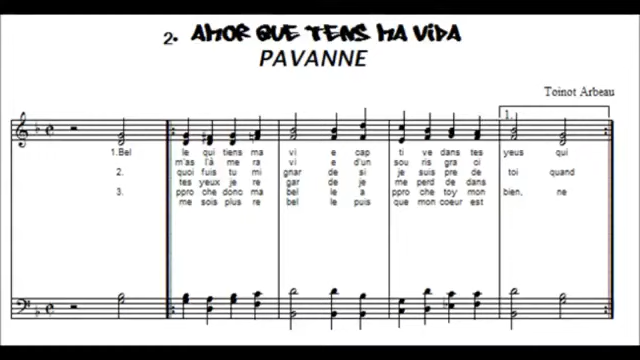 2. AMOR QUE TENS MA VIDA
PAVANNE
Toinot Arbeau
1.
1.Bel le qui tiens ma vi e cap ti ve dans tes yeus qui
m'as l'â me ra vi e d'un sou ris gra ci
2. quoi fuis tu mi gnar de si je suis pre de toi quand
tes yeux je re gar de je me perd de dans
3. ppro che donc ma bel le a ppro che toy mon bien, ne
me sois plus re bel le puis que mon coeur est